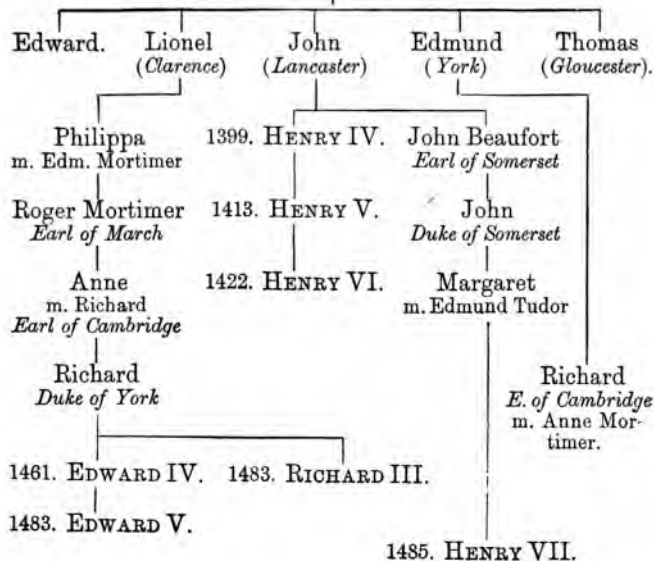 Edward. Lionel John Edmund Thomas
(Clarence) (Lancaster) (York) (Gloucester).
Philippa 1399. HENRY IV. John Beaufort
m. Edm. Mortimer Earl of Somerset
Roger Mortimer 1413. HENRY V. John
Earl of March Duke of Somerset
Anne 1422. HENRY VI. Margaret
m. Richard m. Edmund Tudor
Earl of Cambridge
Richard Richard
Duke of York E. of Cambridge
m. Anne Mor-
timer.
1461. EDWARD IV. 1483. RICHARD III.
1483. EDWARD V.
1485. HENRY VII.